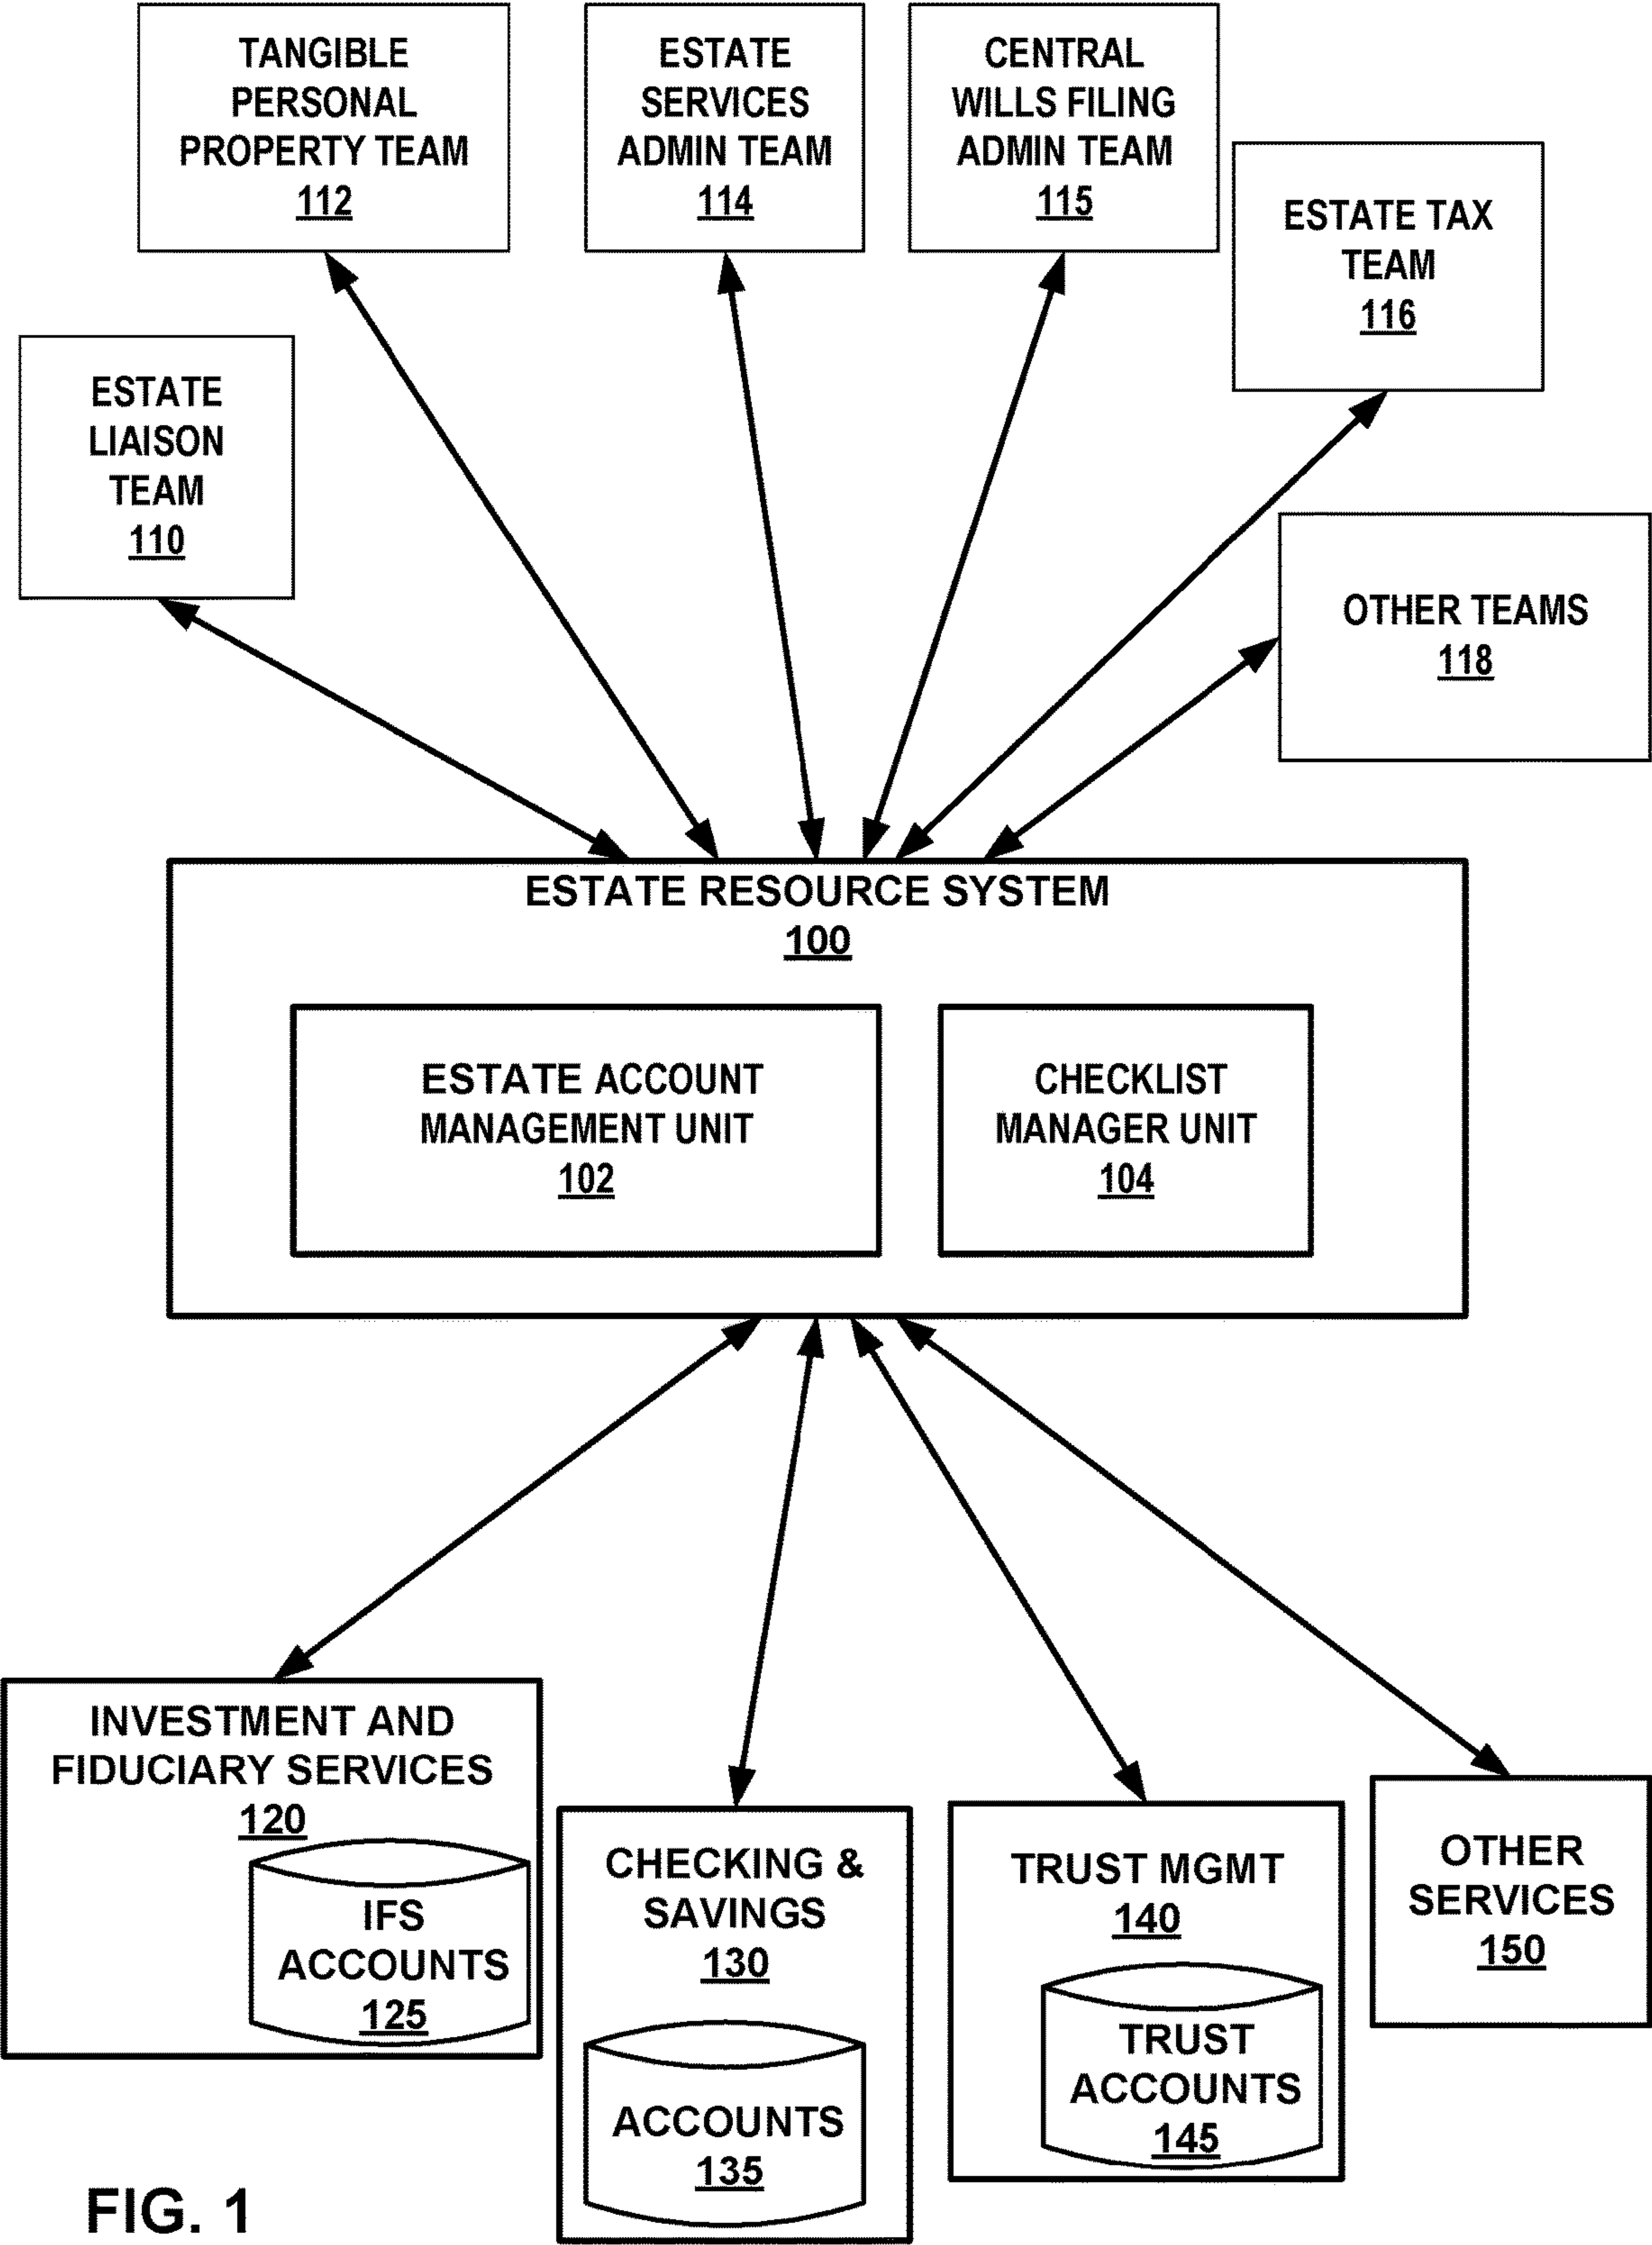 TANGIBLE
PERSONAL
PROPERTY TEAM
112
ESTATE
SERVICES
ADMIN TEAM
114
CENTRAL
WILLS FILING
ADMIN TEAM
115
ESTATE TAX
TEAM
116
ESTATE
LIAISON
TEAM
110
OTHER TEAMS
118
ESTATE RESOURCE SYSTEM
100
ESTATE ACCOUNT
MANAGEMENT UNIT
102
CHECKLIST
MANAGER UNIT
104
INVESTMENT AND
FIDUCIARY SERVICES
120
IFS
ACCOUNTS
125
CHECKING &
SAVINGS
130
ACCOUNTS
135
TRUST MGMT
140
TRUST
ACCOUNTS
145
OTHER
SERVICES
150
FIG. 1